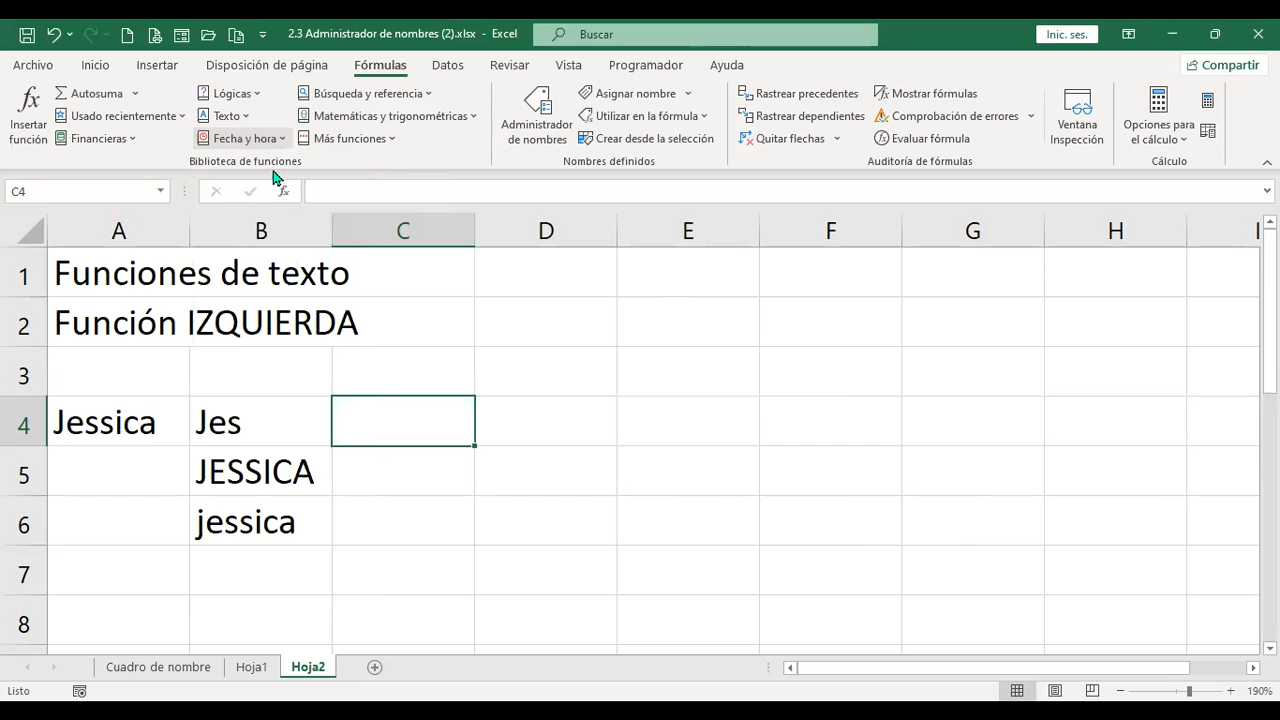 2.3 Administrador de nombres (2).xlsx - Excel
Buscar
Inic. ses.
Archivo Inicio Insertar Disposición de página Fórmulas Datos Revisar Vista Programador Ayuda
Compartir
fx
Insertar función
Autosuma
Usado recientemente
Financieras
Lógicas
Texto
Fecha y hora
Búsqueda y referencia
Matemáticas y trigonométricas
Más funciones
Biblioteca de funciones
Administrador de nombres
Asignar nombre
Utilizar en la fórmula
Crear desde la selección
Nombres definidos
Rastrear precedentes
Rastrear dependientes
Quitar flechas
Mostrar fórmulas
Comprobación de errores
Evaluar fórmula
Auditoría de fórmulas
Ventana Inspección
Opciones para el cálculo
Cálculo
C4
fx
A B C D E F G H I
1 Funciones de texto
2 Función IZQUIERDA
3
4 Jessica Jes
5 JESSICA
6 jessica
7
8
Cuadro de nombre Hoja1 Hoja2
Listo
190%